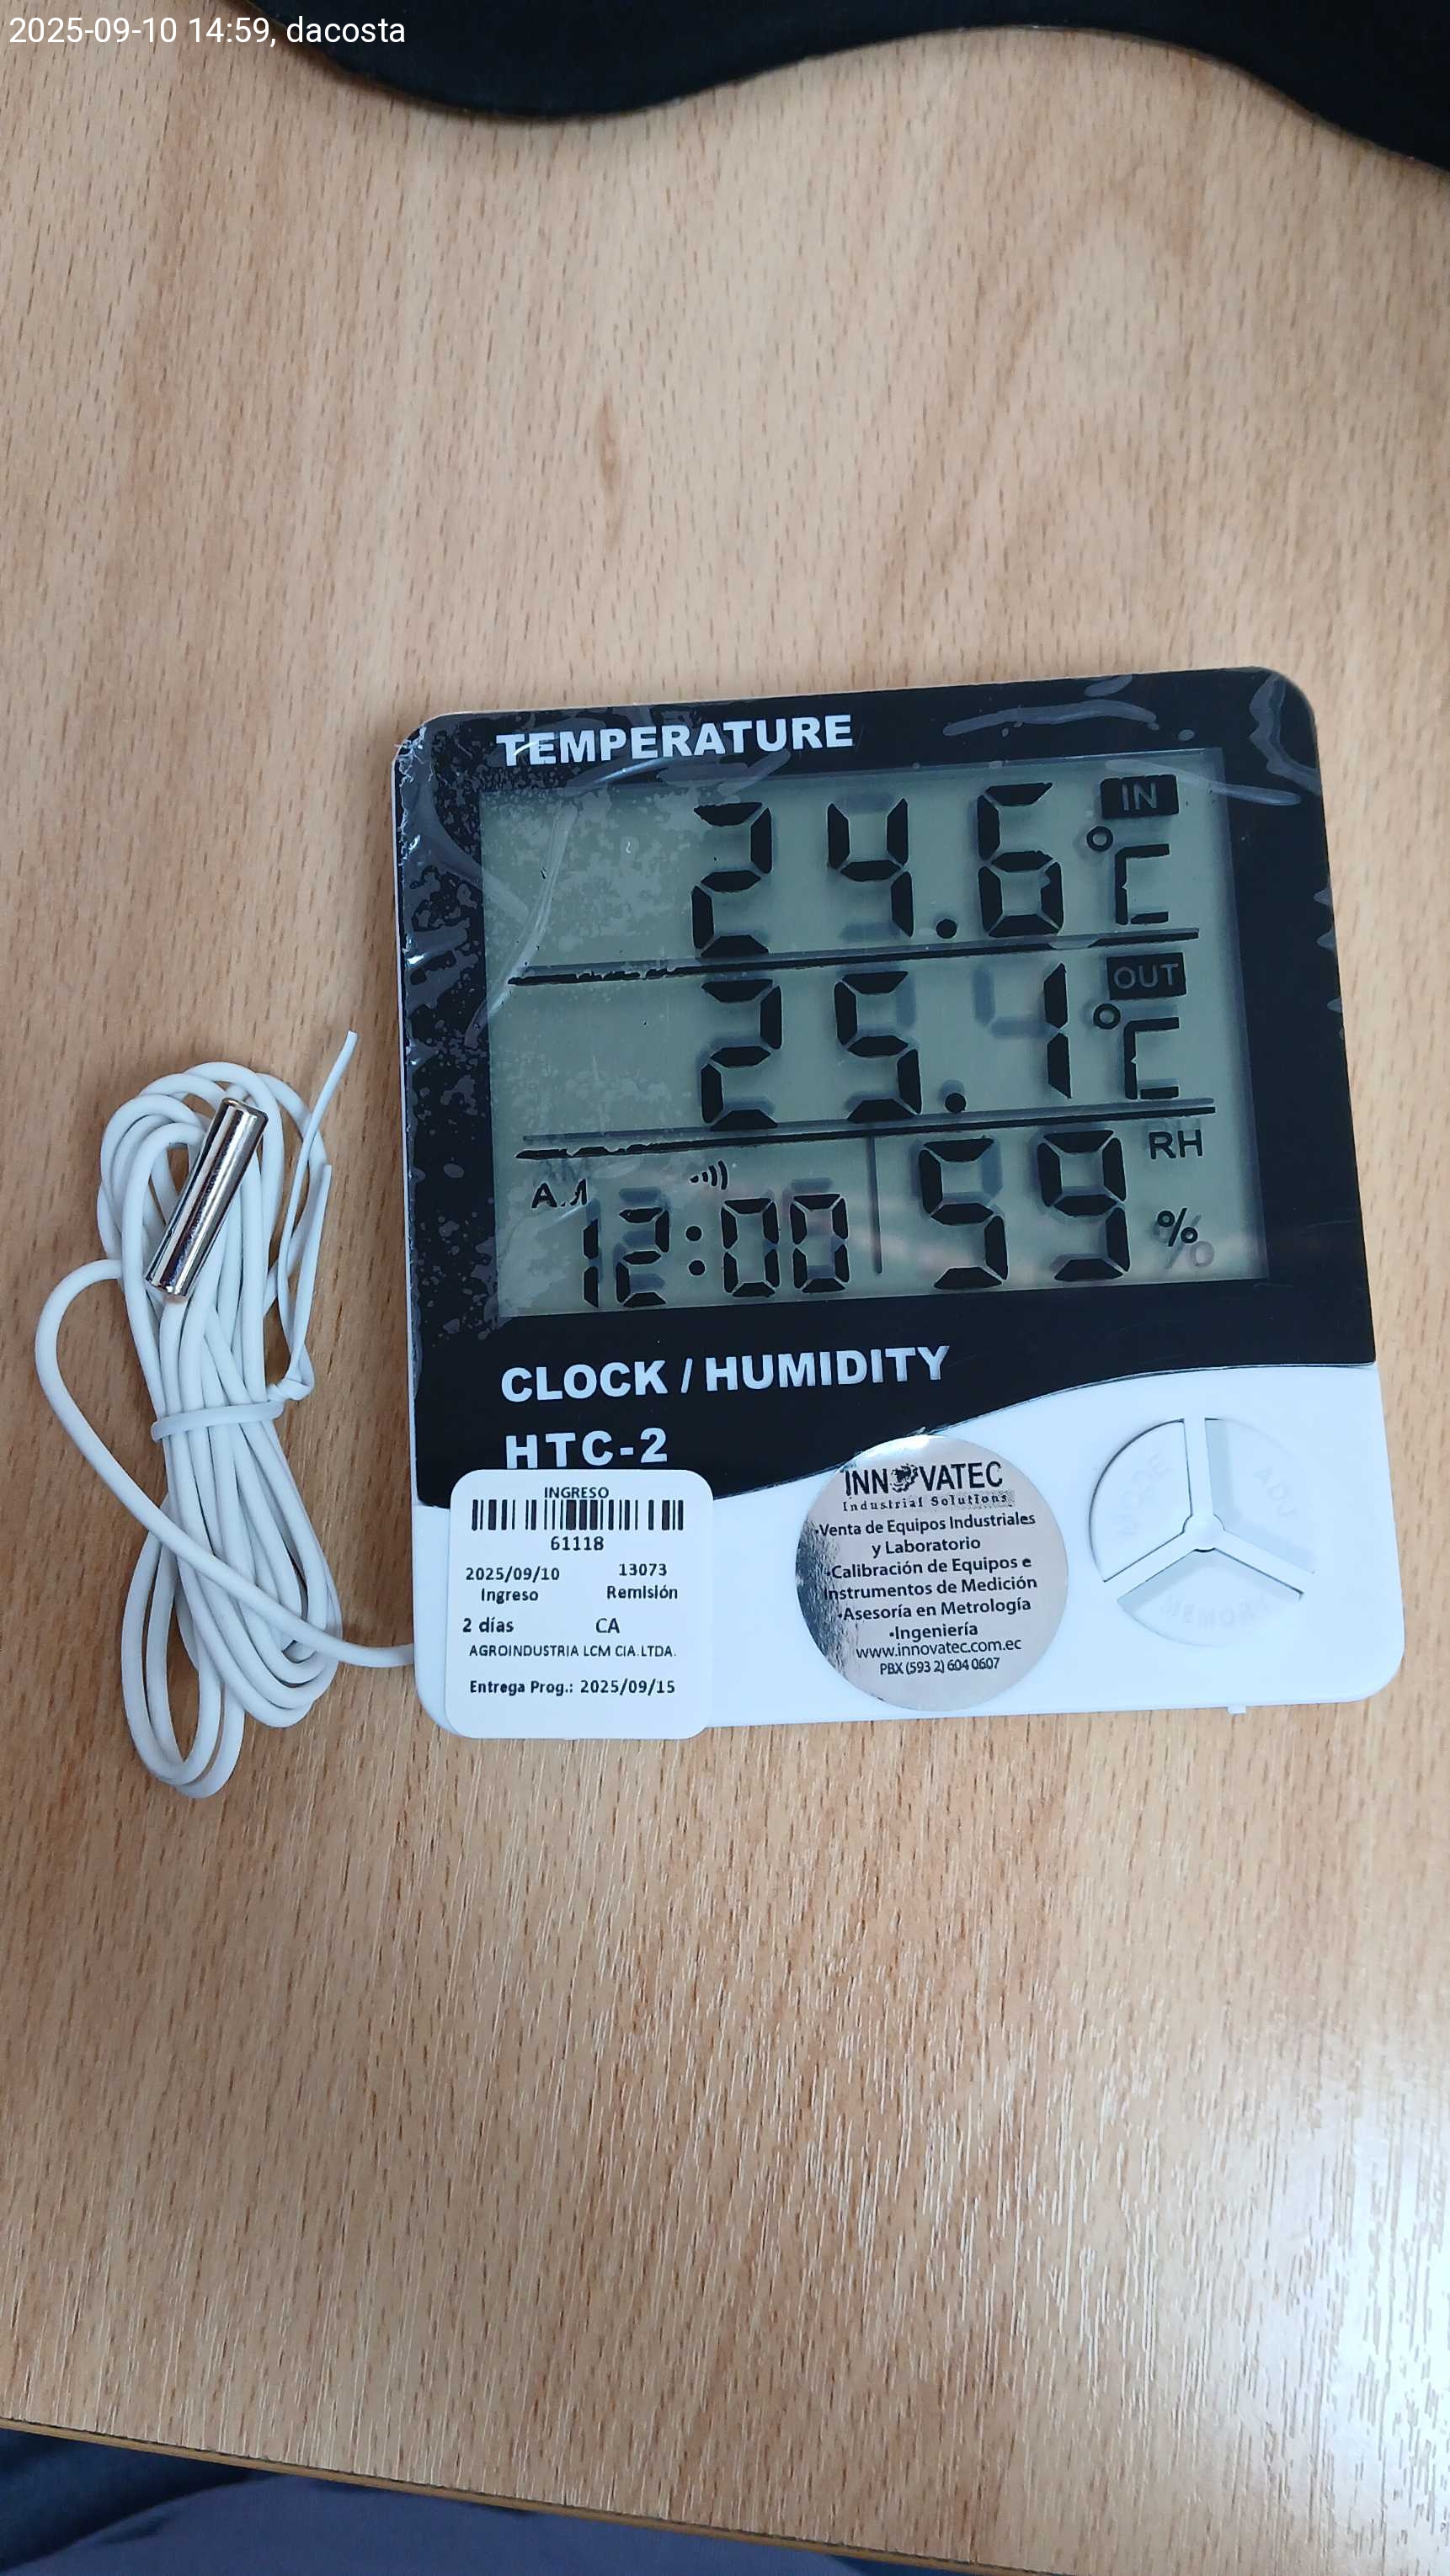 2025-09-10 14:59, dacosta
TEMPERATURE
24.6 °C IN
25.1 °C OUT
A.M 12:00 59 RH %
CLOCK / HUMIDITY
HTC-2
INGRESO
61118
2025/09/10 13073
Ingreso Remisión
2 días CA
AGROINDUSTRIA LCM CIA.LTDA.
Entrega Prog.: 2025/09/15
INNOVATEC
Industrial Solutions
•Venta de Equipos Industriales
y Laboratorio
•Calibración de Equipos e
Instrumentos de Medición
•Asesoría en Metrología
•Ingeniería
www.innovatec.com.ec
PBX (593 2) 604 0607
MODE
ADJ
MEMORY